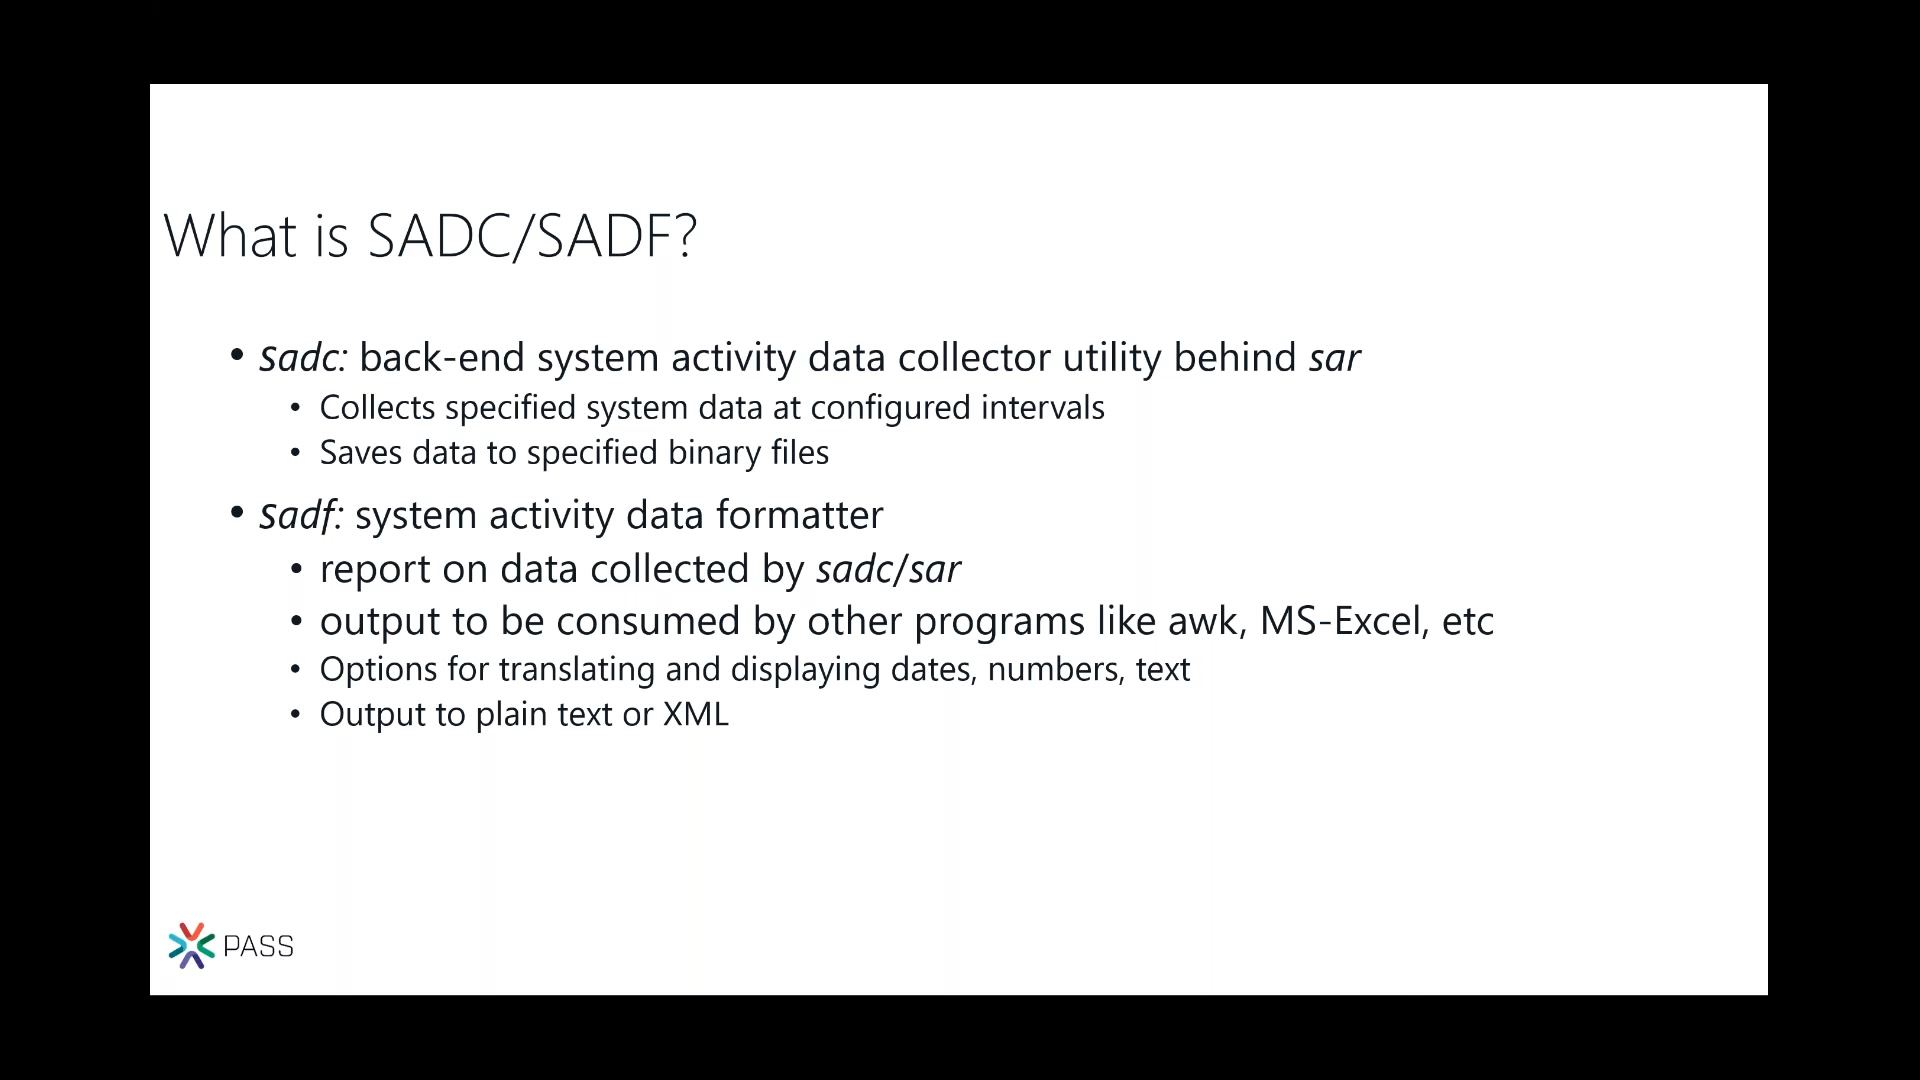 What is SADC/SADF?
• sadc: back-end system activity data collector utility behind sar
• Collects specified system data at configured intervals
• Saves data to specified binary files
• sadf: system activity data formatter
• report on data collected by sadc/sar
• output to be consumed by other programs like awk, MS-Excel, etc
• Options for translating and displaying dates, numbers, text
• Output to plain text or XML
PASS